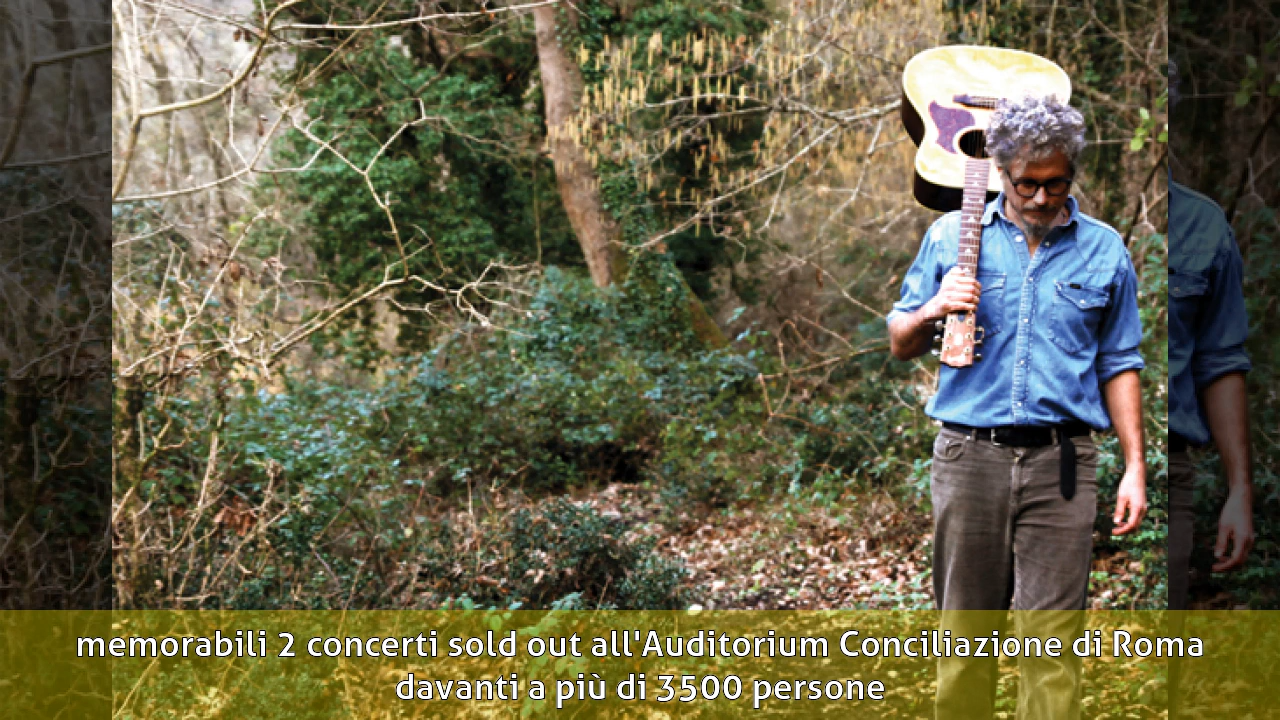 memorabili 2 concerti sold out all'Auditorium Conciliazione di Roma
davanti a più di 3500 persone